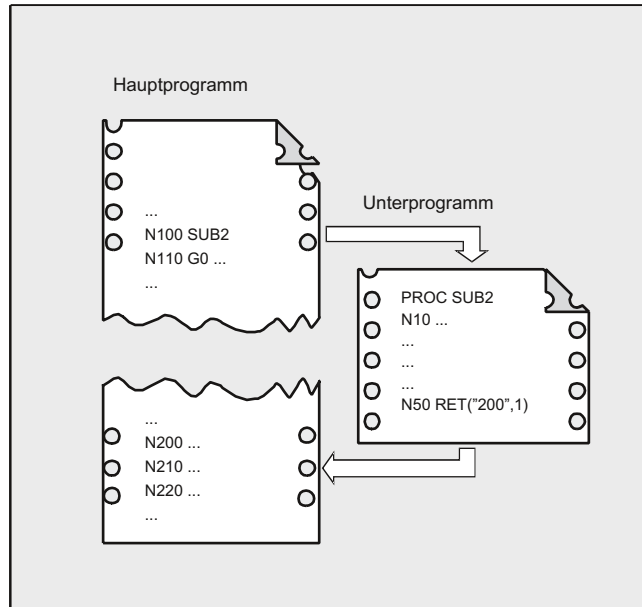 Hauptprogramm
...
N100 SUB2
N110 G0 ...
...
Unterprogramm
PROC SUB2
N10 ...
...
...
...
N50 RET("200",1)
...
N200 ...
N210 ...
N220 ...
...